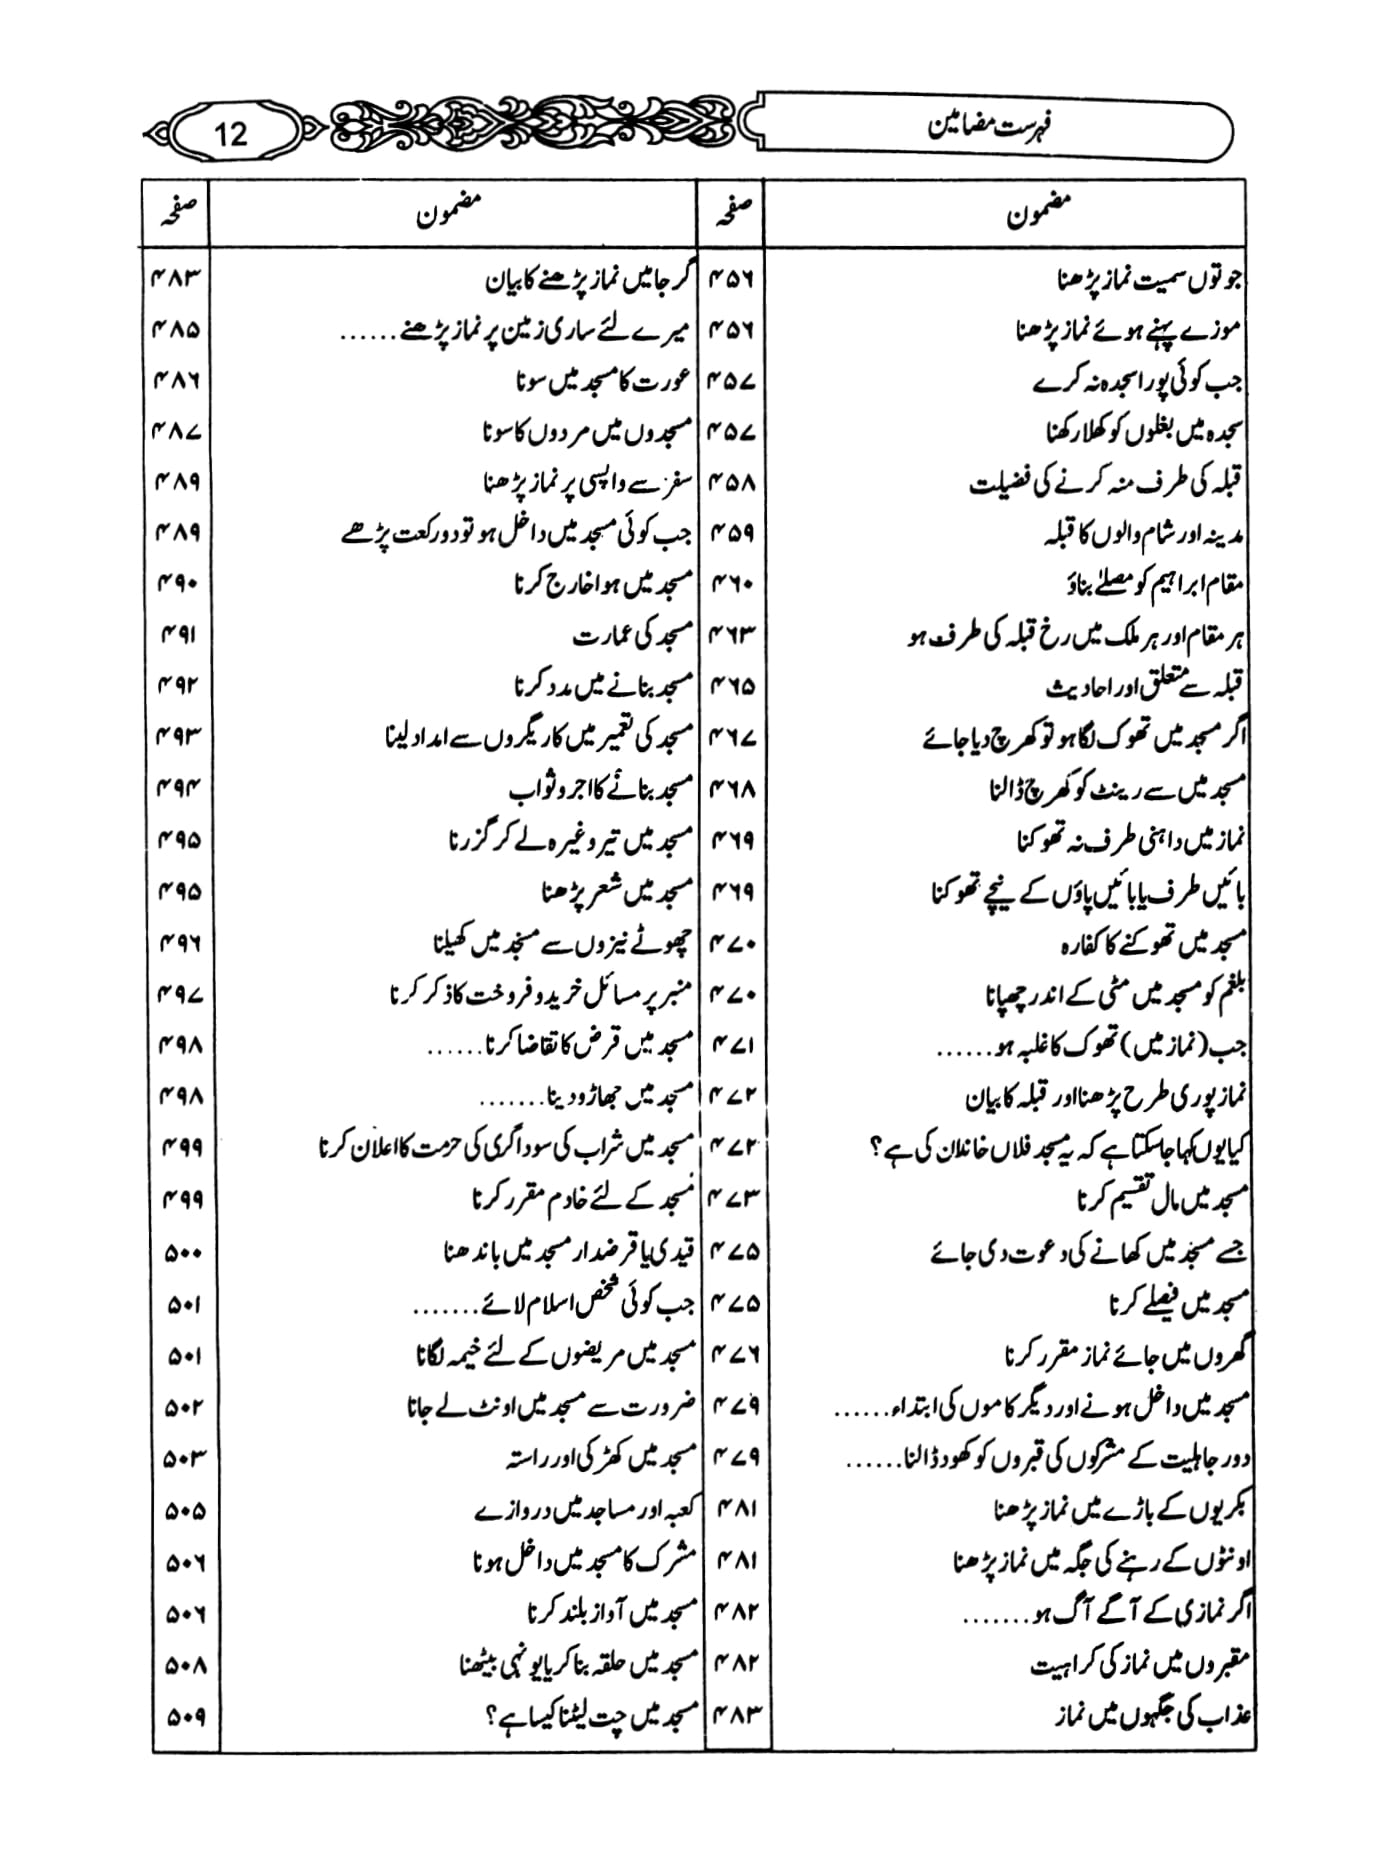 فہرست مضامین
12
مضمون صفحہ
جوتوں سمیت نماز پڑھنا ۴۵۶
موزے پہنے ہوئے نماز پڑھنا ۴۵۶
جب کوئی پورا سجدہ نہ کرے ۴۵۷
سجدہ میں بغلوں کو کھلا رکھنا ۴۵۷
قبلہ کی طرف منہ کرنے کی فضیلت ۴۵۸
مدینہ اور شام والوں کا قبلہ ۴۵۹
مقام ابراہیم کو مصلےٰ بناؤ ۴۶۰
ہر مقام اور ہر ملک میں رخ قبلہ کی طرف ہو ۴۶۳
قبلہ سے متعلق اور احادیث ۴۶۵
اگر مسجد میں تھوک لگا ہو تو کھرچ دیا جائے ۴۶۷
مسجد میں سے رینٹ کو کھرچ ڈالنا ۴۶۸
نماز میں داہنی طرف نہ تھوکنا ۴۶۹
بائیں طرف یا بائیں پاؤں کے نیچے تھوکنا ۴۶۹
مسجد میں تھوکنے کا کفارہ ۴۷۰
بلغم کو مسجد میں مٹی کے اندر چھپانا ۴۷۰
جب (نماز میں) تھوک کا غلبہ ہو...... ۴۷۱
نماز پوری طرح پڑھنا اور قبلہ کا بیان ۴۷۲
کیا یوں کہا جاسکتا ہے کہ یہ مسجد فلاں خاندان کی ہے؟ ۴۷۲
مسجد میں مال تقسیم کرنا ۴۷۳
جسے مسجد میں کھانے کی دعوت دی جائے ۴۷۵
مسجد میں فیصلے کرنا ۴۷۵
گھروں میں جائے نماز مقرر کرنا ۴۷۶
مسجد میں داخل ہونے اور دیگر کاموں کی ابتداء...... ۴۷۹
دور جاہلیت کے مشرکوں کی قبروں کو کھود ڈالنا...... ۴۷۹
بکریوں کے باڑے میں نماز پڑھنا ۴۸۱
اونٹوں کے رہنے کی جگہ میں نماز پڑھنا ۴۸۱
اگر نمازی کے آگے آگ ہو....... ۴۸۲
مقبروں میں نماز کی کراہیت ۴۸۲
عذاب کی جگہوں میں نماز ۴۸۳
مضمون صفحہ
گرجا میں نماز پڑھنے کا بیان ۴۸۳
میرے لئے ساری زمین پر نماز پڑھنے...... ۴۸۵
عورت کا مسجد میں سونا ۴۸۶
مسجدوں میں مردوں کا سونا ۴۸۷
سفر سے واپسی پر نماز پڑھنا ۴۸۹
جب کوئی مسجد میں داخل ہو تو دو رکعت پڑھے ۴۸۹
مسجد میں ہوا خارج کرنا ۴۹۰
مسجد کی عمارت ۴۹۱
مسجد بنانے میں مدد کرنا ۴۹۲
مسجد کی تعمیر میں کاریگروں سے امداد لینا ۴۹۳
مسجد بنانے کا اجر و ثواب ۴۹۴
مسجد میں تیر وغیرہ لے کر گزرنا ۴۹۵
مسجد میں شعر پڑھنا ۴۹۵
چھوٹے نیزوں سے مسجد میں کھیلنا ۴۹۶
منبر پر مسائل خرید و فروخت کا ذکر کرنا ۴۹۷
مسجد میں قرض کا تقاضا کرنا...... ۴۹۸
مسجد میں جھاڑو دینا....... ۴۹۸
مسجد میں شراب کی سوداگری کی حرمت کا اعلان کرنا ۴۹۹
مسجد کے لئے خادم مقرر کرنا ۴۹۹
قیدی یا قرضدار مسجد میں باندھنا ۵۰۰
جب کوئی شخص اسلام لائے....... ۵۰۱
مسجد میں مریضوں کے لئے خیمہ لگانا ۵۰۱
ضرورت سے مسجد میں اونٹ لے جانا ۵۰۲
مسجد میں کھڑکی اور راستہ ۵۰۳
کعبہ اور مساجد میں دروازے ۵۰۵
مشرک کا مسجد میں داخل ہونا ۵۰۶
مسجد میں آواز بلند کرنا ۵۰۶
مسجد میں حلقہ بنا کر یا یونہی بیٹھنا ۵۰۸
مسجد میں چت لیٹنا کیسا ہے؟ ۵۰۹